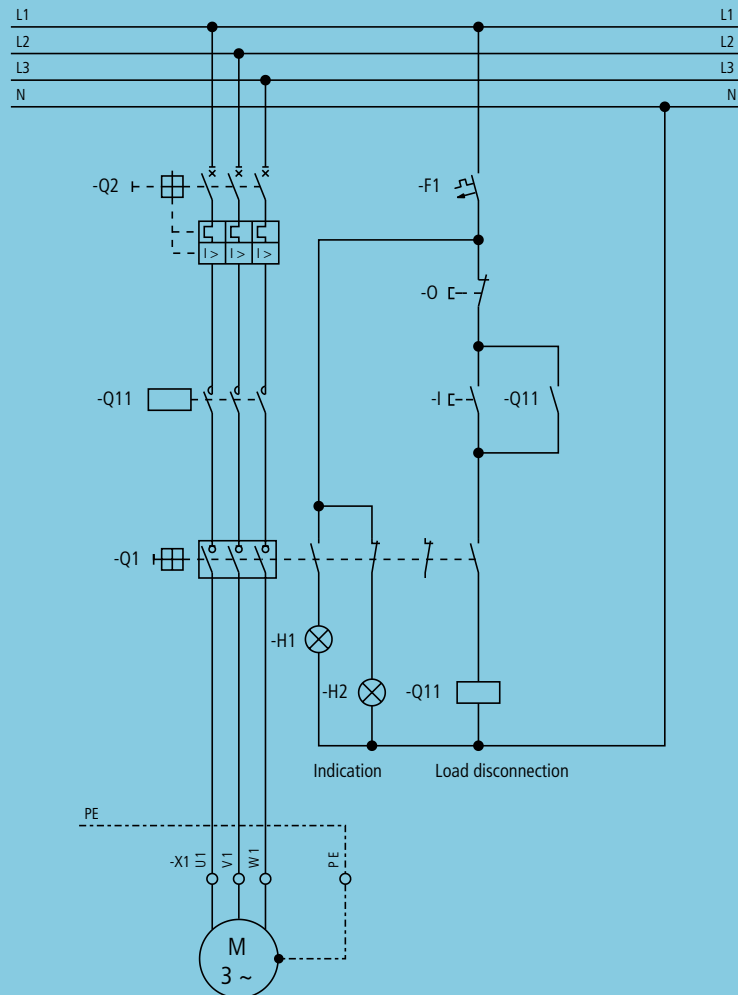 L1 L1
L2 L2
L3 L3
N N
-Q2 -F1
I > I > I >
-O
-Q11 -I -Q11
-Q1
-H1
-H2 -Q11
Indication Load disconnection
PE
-X1 U1 V1 W1 PE
M
3 ~